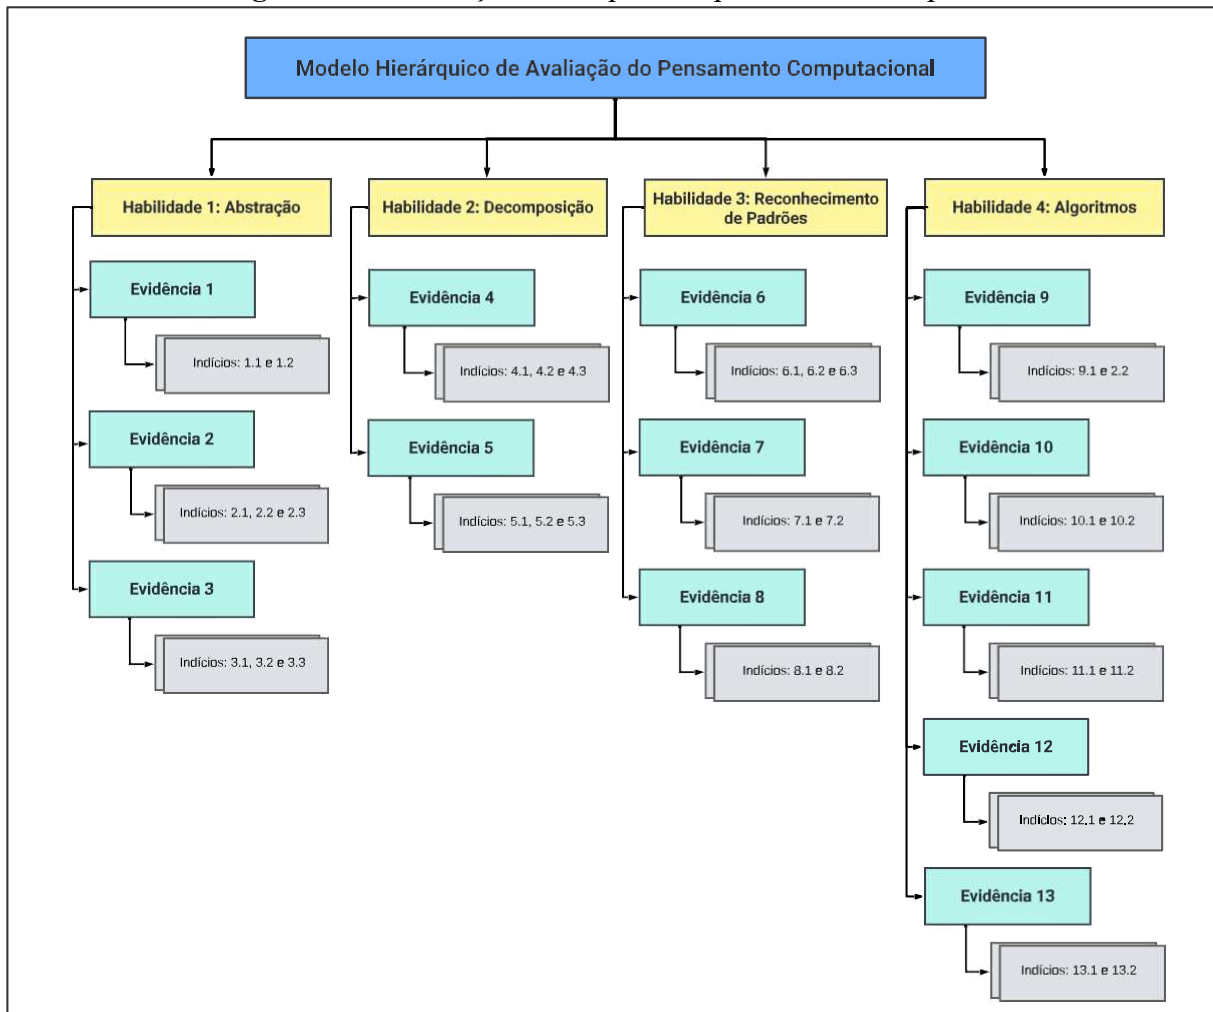 Modelo Hierárquico de Avaliação do Pensamento Computacional
Habilidade 1: Abstração
Evidência 1
Indícios: 1.1 e 1.2
Evidência 2
Indícios: 2.1, 2.2 e 2.3
Evidência 3
Indícios: 3.1, 3.2 e 3.3
Habilidade 2: Decomposição
Evidência 4
Indícios: 4.1, 4.2 e 4.3
Evidência 5
Indícios: 5.1, 5.2 e 5.3
Habilidade 3: Reconhecimento
de Padrões
Evidência 6
Indícios: 6.1, 6.2 e 6.3
Evidência 7
Indícios: 7.1 e 7.2
Evidência 8
Indícios: 8.1 e 8.2
Habilidade 4: Algoritmos
Evidência 9
Indícios: 9.1 e 2.2
Evidência 10
Indícios: 10.1 e 10.2
Evidência 11
Indícios: 11.1 e 11.2
Evidência 12
Indícios: 12.1 e 12.2
Evidência 13
Indícios: 13.1 e 13.2